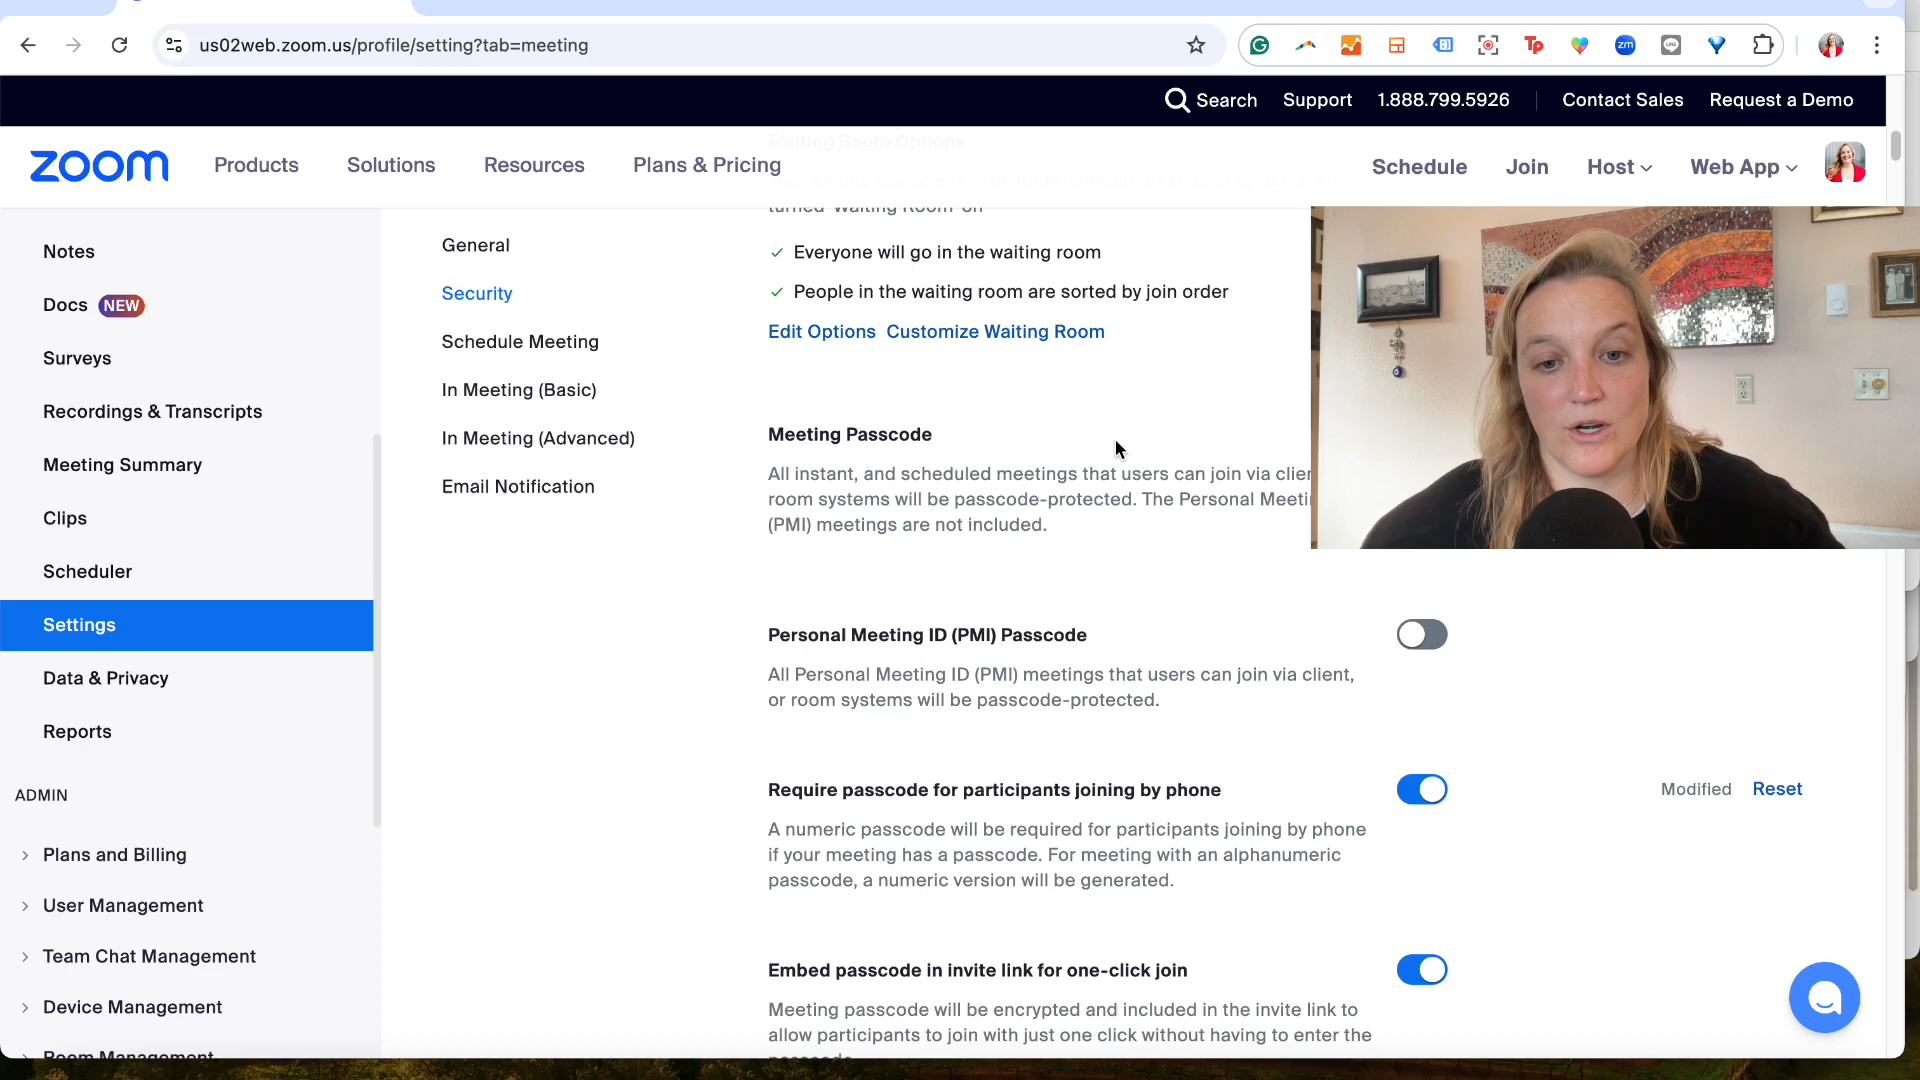 us02web.zoom.us/profile/setting?tab=meeting
Search Support 1.888.799.5926 Contact Sales Request a Demo
zoom Products Solutions Resources Plans & Pricing Schedule Join Host Web App
Waiting Room Options
turned 'Waiting Room' on
Notes
Docs NEW
Surveys
Recordings & Transcripts
Meeting Summary
Clips
Scheduler
Settings
Data & Privacy
Reports
ADMIN
Plans and Billing
User Management
Team Chat Management
Device Management
Room Management
General
Security
Schedule Meeting
In Meeting (Basic)
In Meeting (Advanced)
Email Notification
Everyone will go in the waiting room
People in the waiting room are sorted by join order
Edit Options Customize Waiting Room
Meeting Passcode
All instant, and scheduled meetings that users can join via
room systems will be passcode-protected. The Personal
(PMI) meetings are not included.
Personal Meeting ID (PMI) Passcode
All Personal Meeting ID (PMI) meetings that users can join via client,
or room systems will be passcode-protected.
Require passcode for participants joining by phone
Modified Reset
A numeric passcode will be required for participants joining by phone
if your meeting has a passcode. For meeting with an alphanumeric
passcode, a numeric version will be generated.
Embed passcode in invite link for one-click join
Meeting passcode will be encrypted and included in the invite link to
allow participants to join with just one click without having to enter the
passcode.